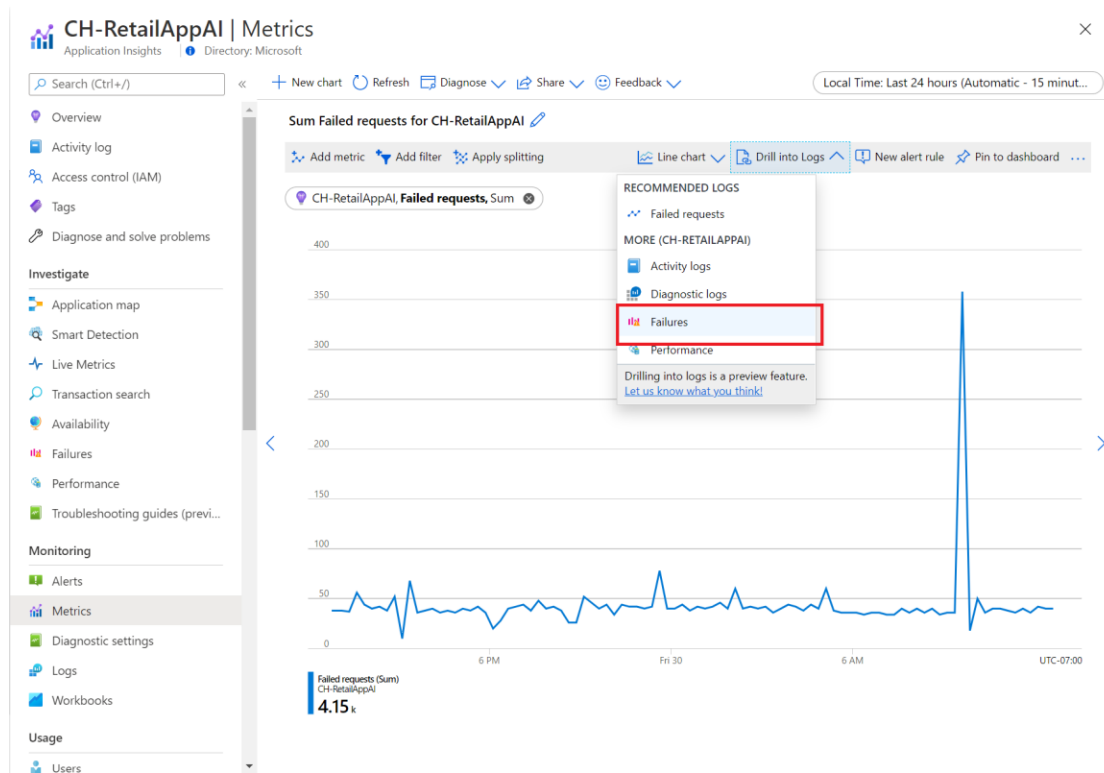 CH-RetailAppAI | Metrics
Application Insights
Directory: Microsoft
Search (Ctrl+/)
«
Overview
Activity log
Access control (IAM)
Tags
Diagnose and solve problems
Investigate
Application map
Smart Detection
Live Metrics
Transaction search
Availability
Failures
Performance
Troubleshooting guides (previ...
Monitoring
Alerts
Metrics
Diagnostic settings
Logs
Workbooks
Usage
Users
New chart Refresh Diagnose Share Feedback
Local Time: Last 24 hours (Automatic - 15 minut...
Sum Failed requests for CH-RetailAppAI
Add metric Add filter Apply splitting Line chart Drill into Logs New alert rule Pin to dashboard ...
CH-RetailAppAI, Failed requests, Sum
RECOMMENDED LOGS
Failed requests
MORE (CH-RETAILAPPAI)
Activity logs
Diagnostic logs
Failures
Performance
Drilling into logs is a preview feature.
Let us know what you think!
400
350
300
250
200
150
100
50
0
6 PM Fri 30 6 AM UTC-07:00
Failed requests (Sum)
CH-RetailAppAI
4.15 k